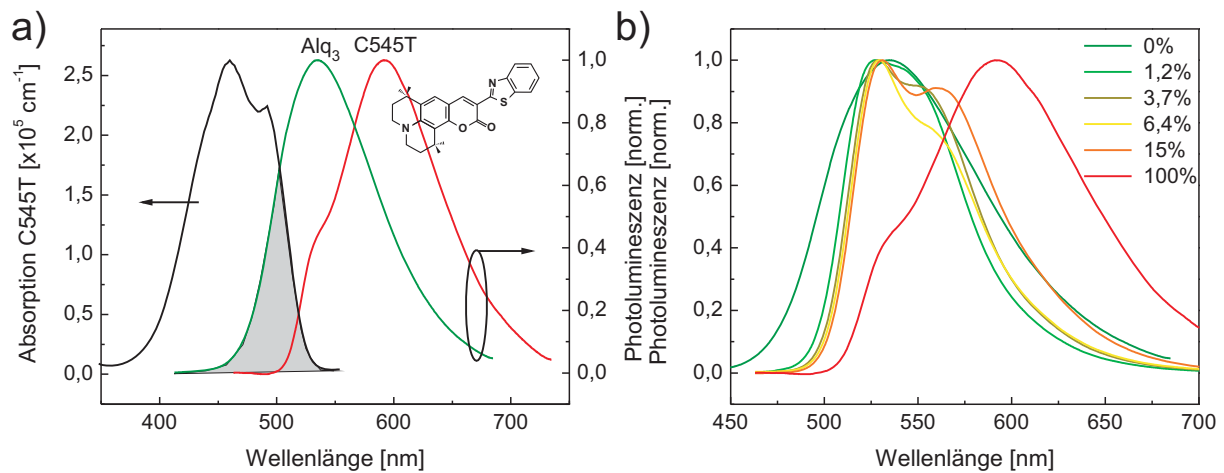 a)
Absorption C545T [x10⁵ cm⁻¹]
2,5
2,0
1,5
1,0
0,5
0,0
400
500
600
700
Wellenlänge [nm]
Alq₃
C545T
N
S
N
O
O
1,0
0,8
0,6
0,4
0,2
0,0
Photolumineszenz [norm.]
b)
Photolumineszenz [norm.]
1,0
0,8
0,6
0,4
0,2
0,0
450
500
550
600
650
700
Wellenlänge [nm]
0%
1,2%
3,7%
6,4%
15%
100%